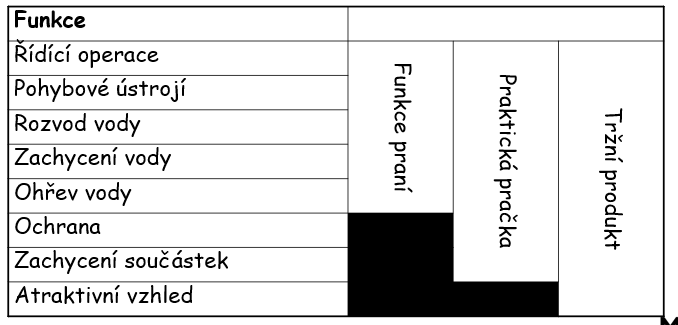 Funkce
Řídící operace
Pohybové ústrojí
Rozvod vody
Zachycení vody
Ohřev vody
Ochrana
Zachycení součástek
Atraktivní vzhled
Funkce praní
Praktická pračka
Tržní produkt